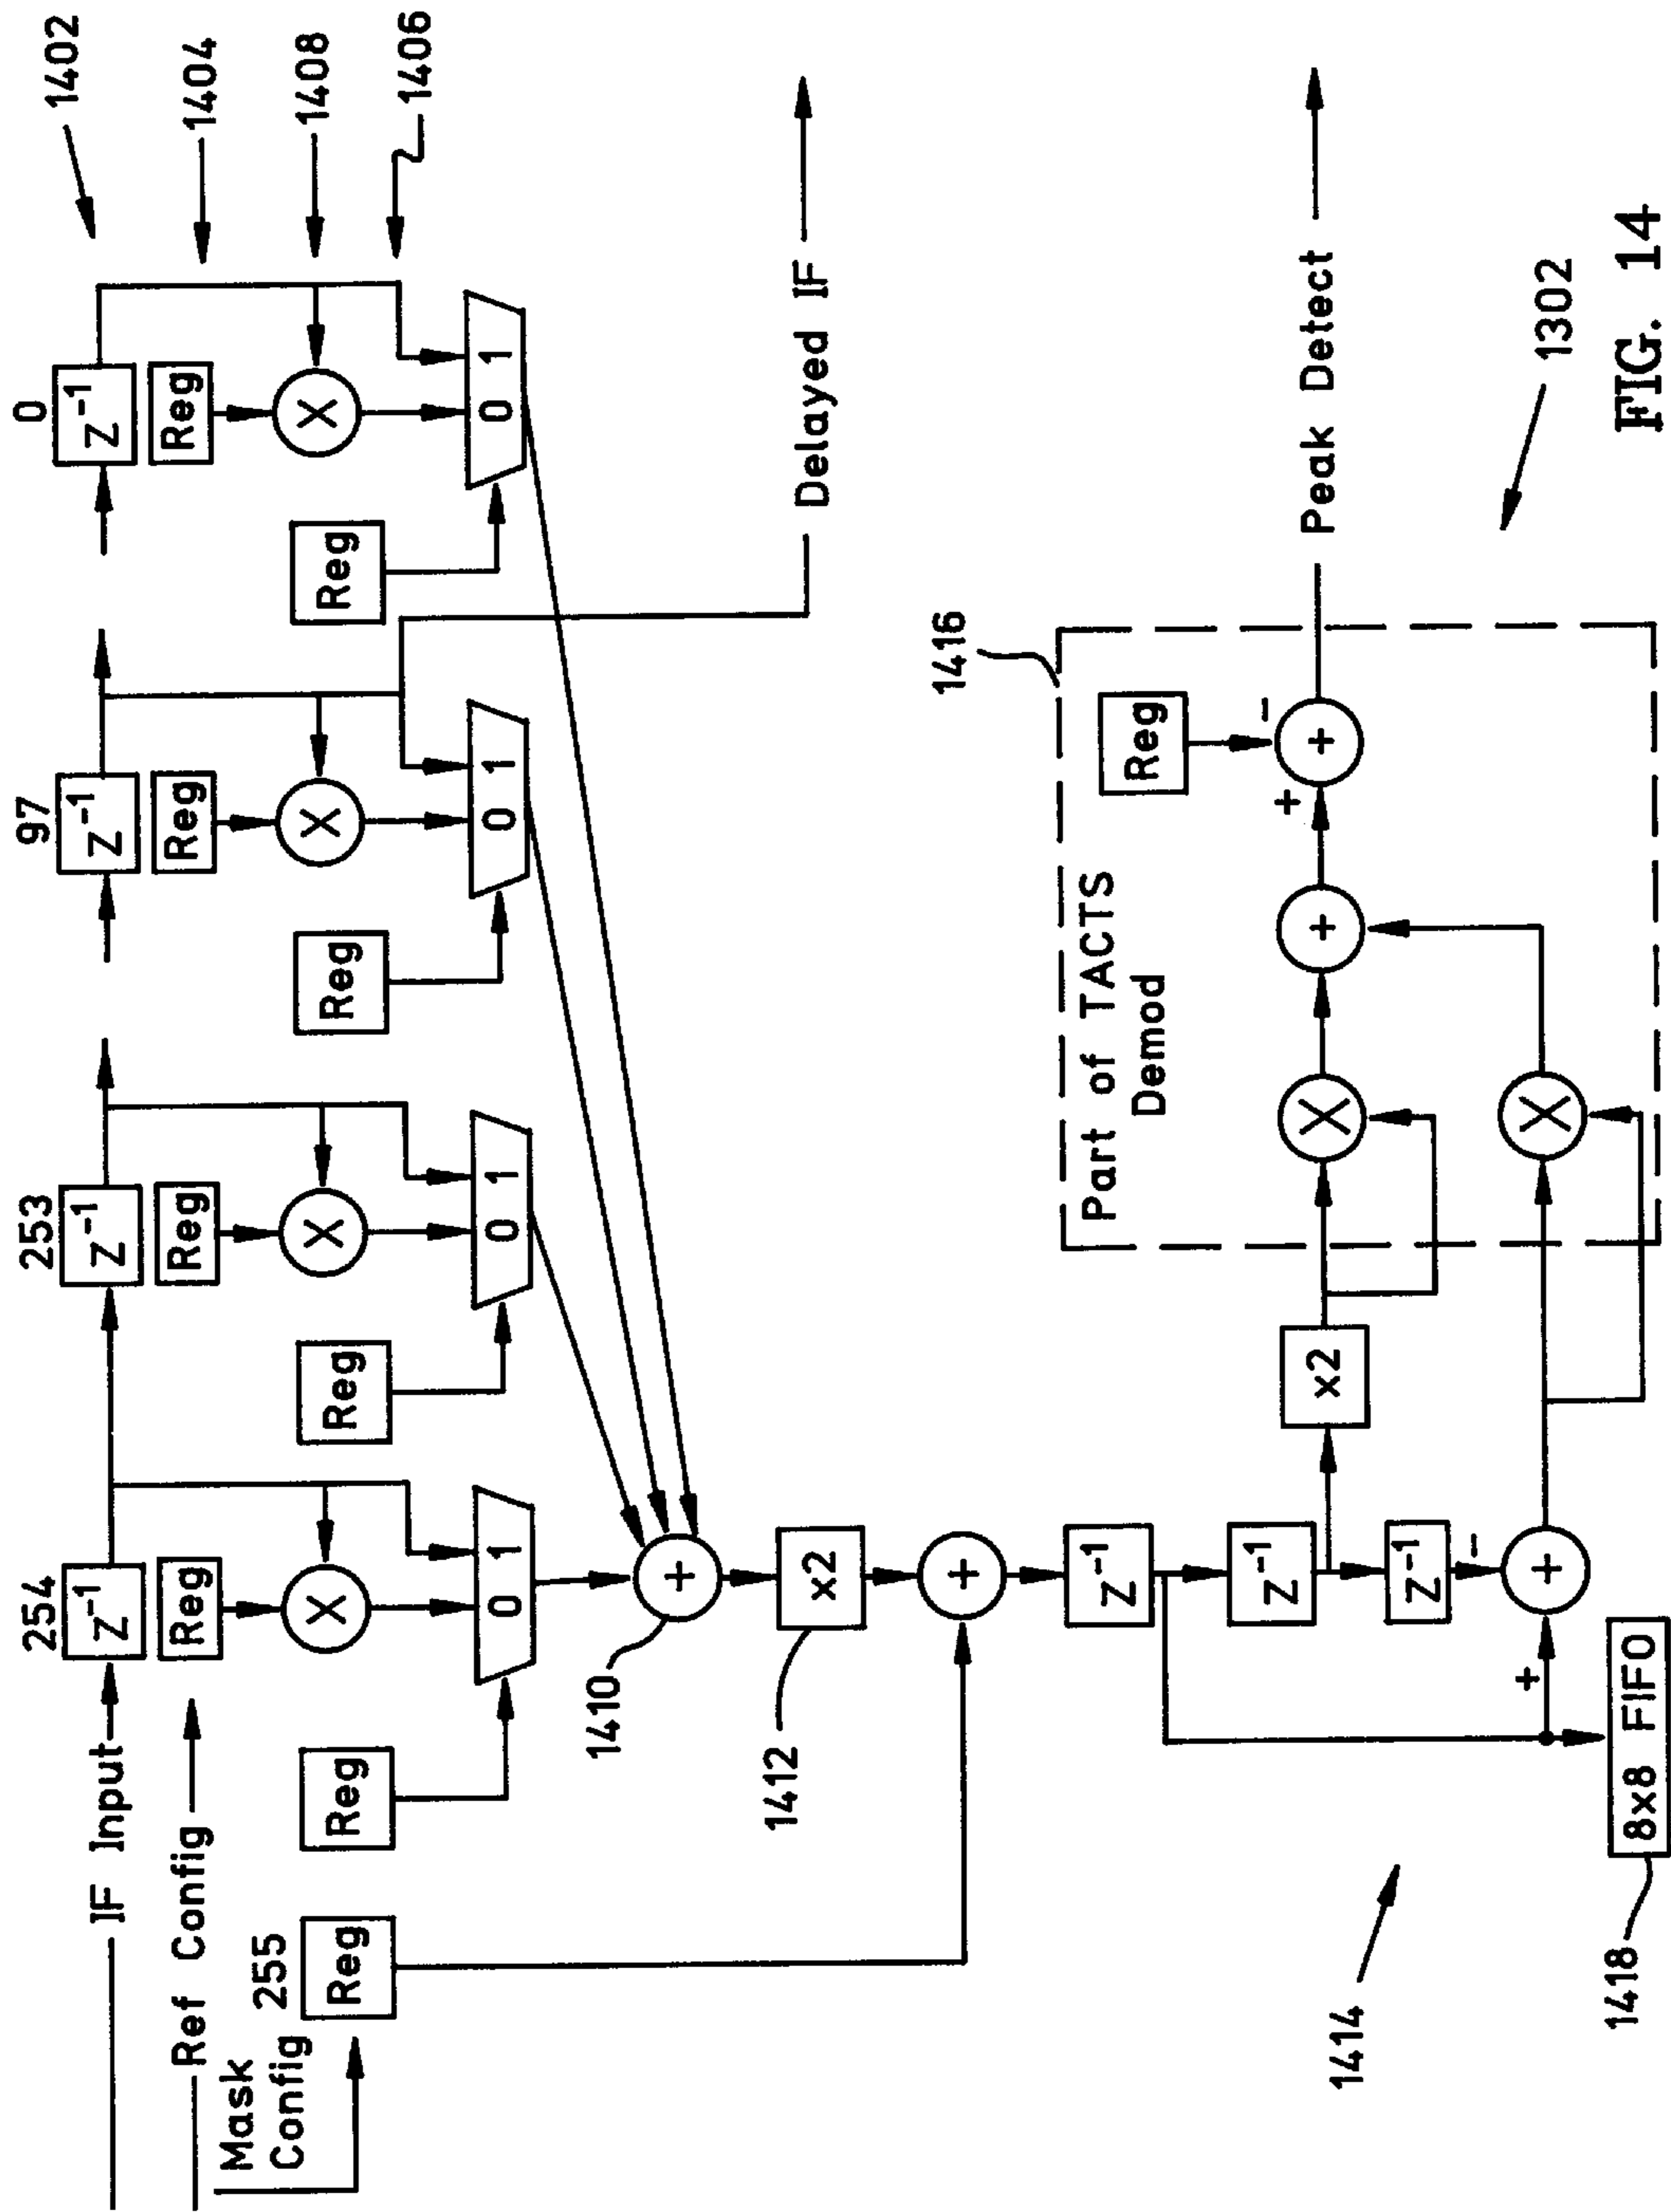 1402
1404
1408
1406
254
253
97
0
IF Input
Z⁻¹
Z⁻¹
Z⁻¹
Z⁻¹
Ref Config
Reg
Reg
Reg
Reg
Mask
Config
255
X
X
X
X
Reg
Reg
Reg
Reg
Reg
0 1
0 1
0 1
0 1
1410
+
1412
x2
Delayed IF
+
Z⁻¹
Z⁻¹
Z⁻¹
-
+
+
8x8 FIFO
1418
1414
x2
1416
Part of TACTS
Demod
X
X
+
Reg
+
-
+
Peak Detect
1302
FIG. 14